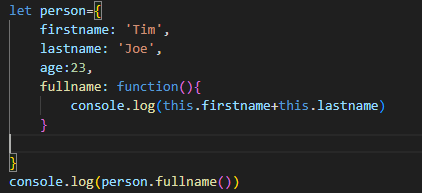 let person={
firstname: 'Tim',
lastname: 'Joe',
age:23,
fullname: function(){
console.log(this.firstname+this.lastname)
}
}
console.log(person.fullname())